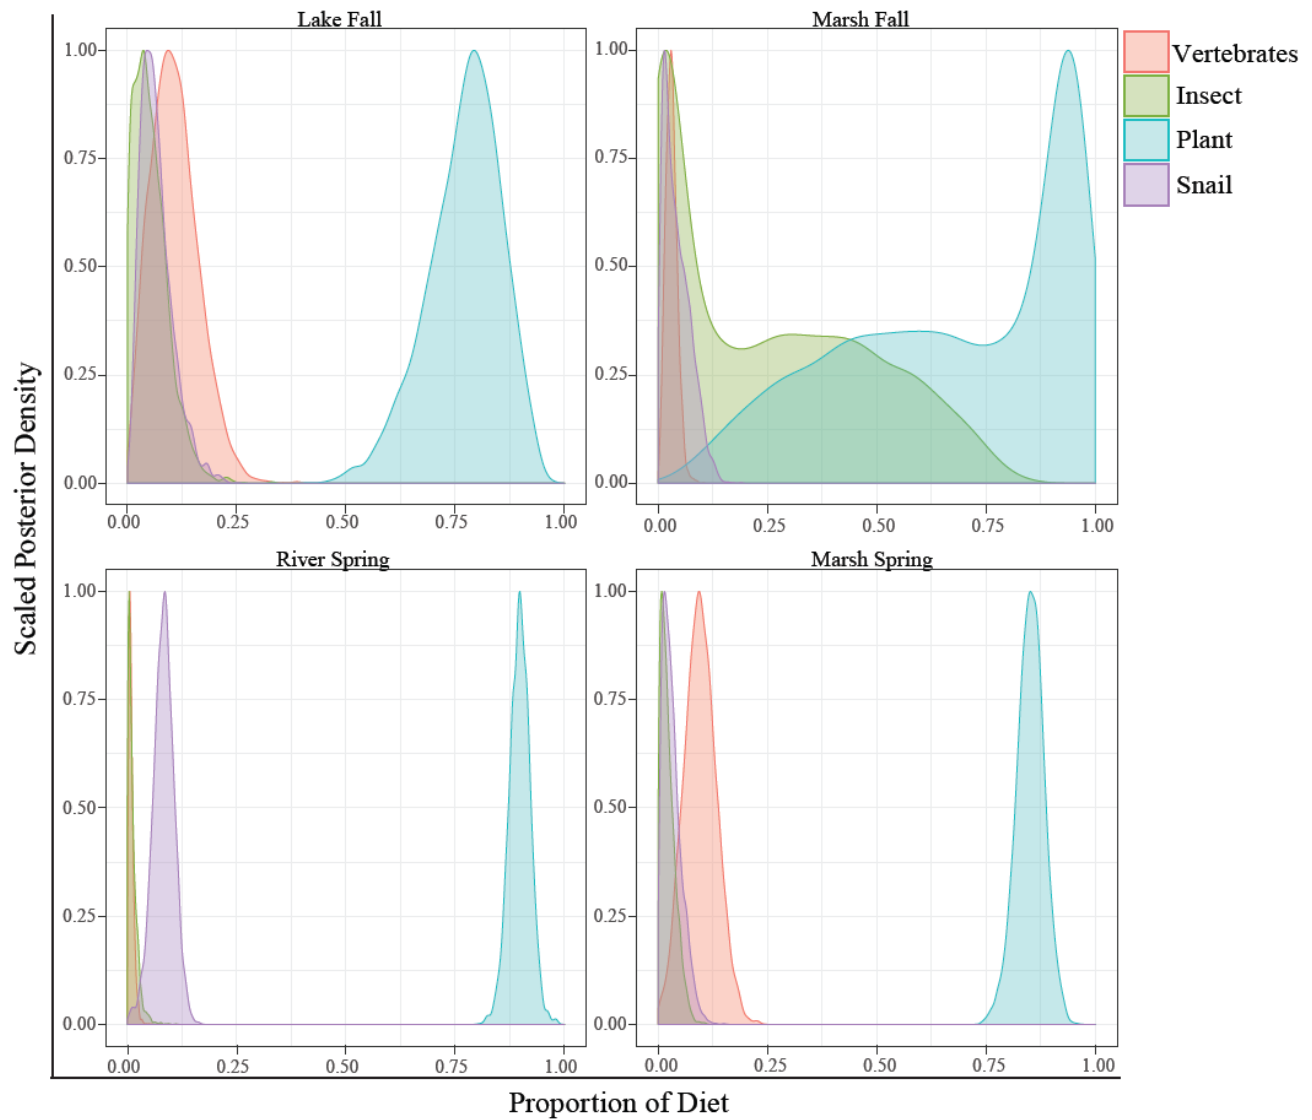 Lake Fall
Marsh Fall
1.00
0.75
0.50
0.25
0.00
0.00 0.25 0.50 0.75 1.00
1.00
0.75
0.50
0.25
0.00
0.00 0.25 0.50 0.75 1.00
Vertebrates
Insect
Plant
Snail
River Spring
Marsh Spring
1.00
0.75
0.50
0.25
0.00
0.00 0.25 0.50 0.75 1.00
1.00
0.75
0.50
0.25
0.00
0.00 0.25 0.50 0.75 1.00
Scaled Posterior Density
Proportion of Diet